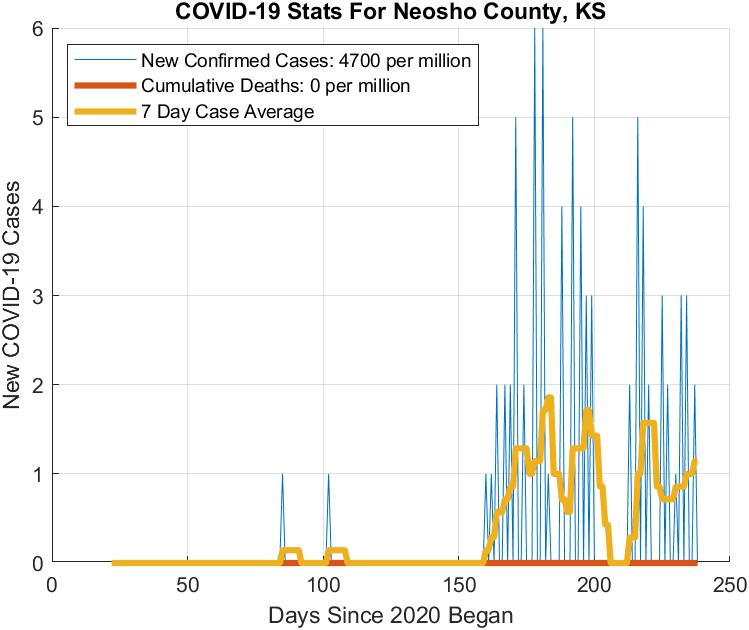 COVID-19 Stats For Neosho County, KS
New Confirmed Cases: 4700 per million
Cumulative Deaths: 0 per million
7 Day Case Average
New COVID-19 Cases
6
5
4
3
2
1
0
0 50 100 150 200 250
Days Since 2020 Began